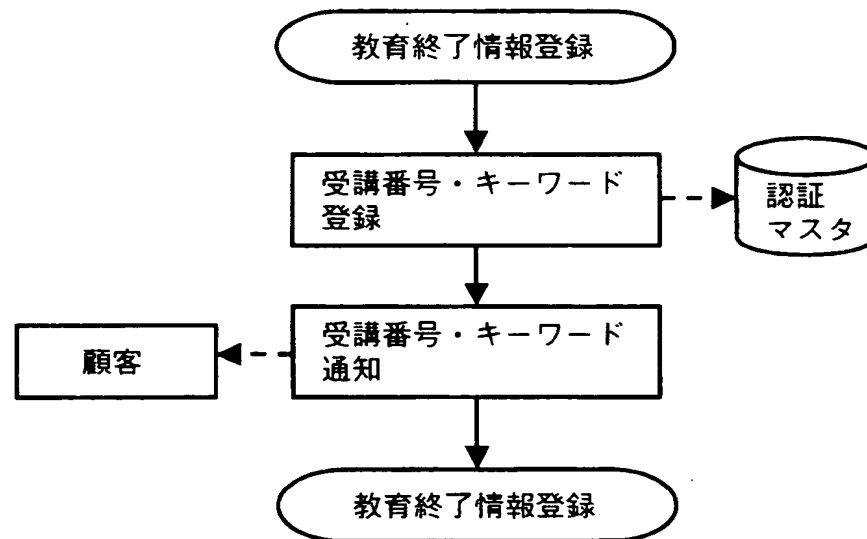 教育終了情報登録
受講番号・キーワード
登録
認証
マスタ
受講番号・キーワード
通知
顧客
教育終了情報登録